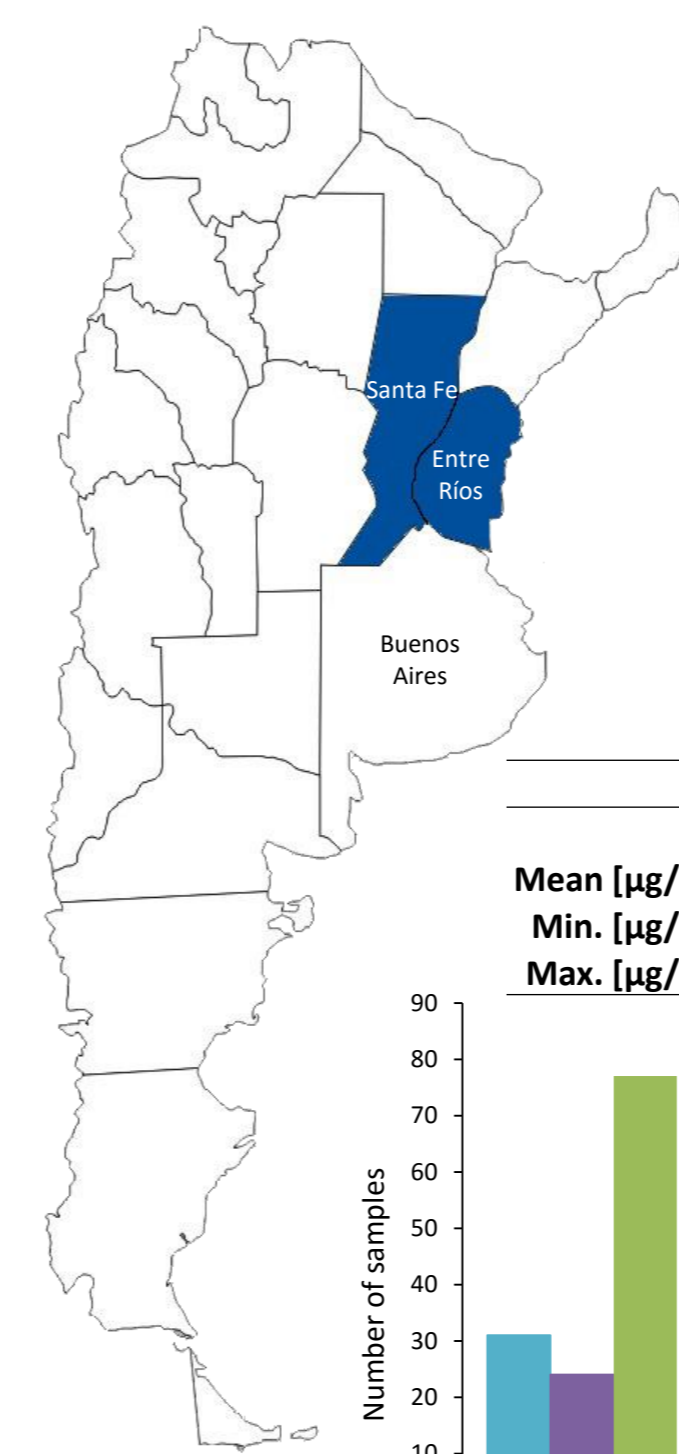 Santa Fe
Entre
Ríos
Buenos
Aires
Mean [µg/
Min. [µg/
Max. [µg/
90
80
70
60
50
40
30
20
10
Number of samples